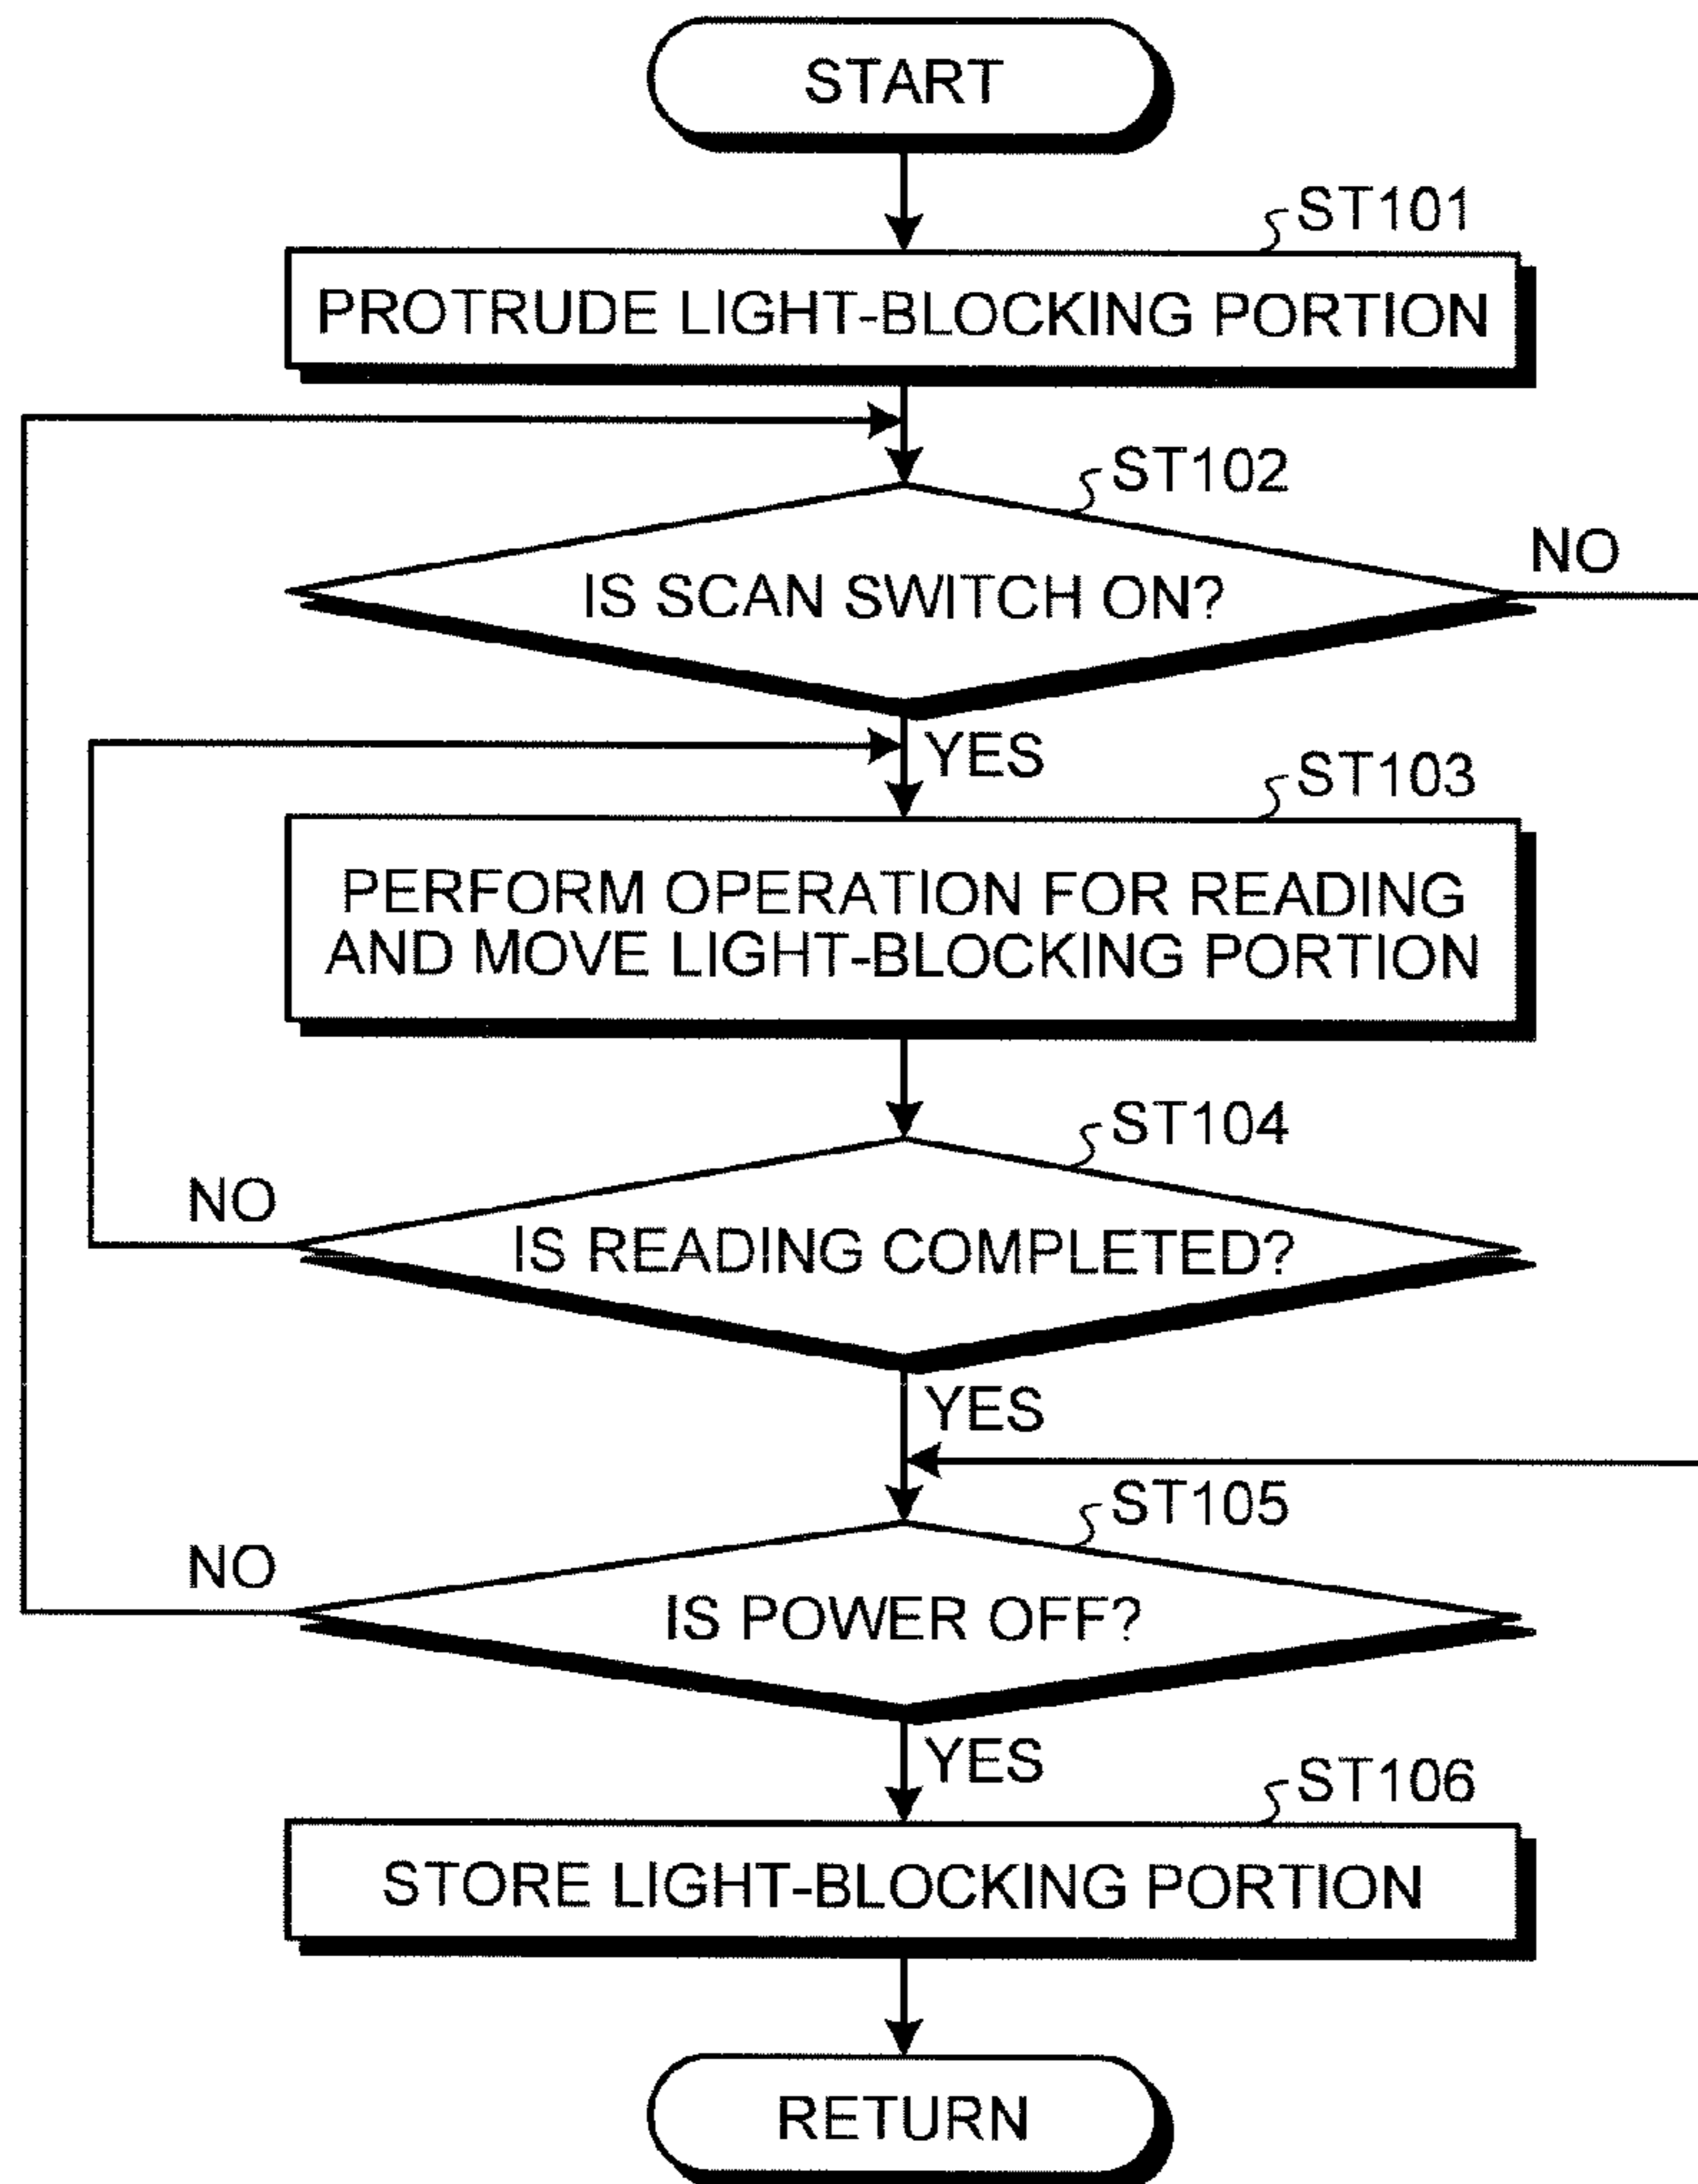 START
ST101
PROTRUDE LIGHT-BLOCKING PORTION
ST102
NO
IS SCAN SWITCH ON?
YES
ST103
PERFORM OPERATION FOR READING
AND MOVE LIGHT-BLOCKING PORTION
ST104
NO
IS READING COMPLETED?
YES
ST105
NO
IS POWER OFF?
YES
ST106
STORE LIGHT-BLOCKING PORTION
RETURN